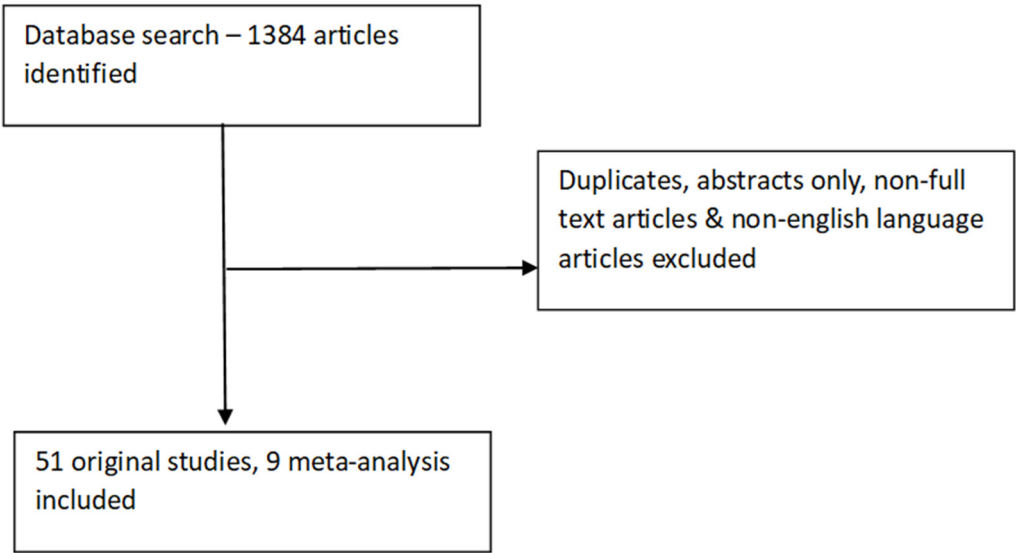 Database search – 1384 articles
identified
Duplicates, abstracts only, non-full
text articles & non-english language
articles excluded
51 original studies, 9 meta-analysis
included